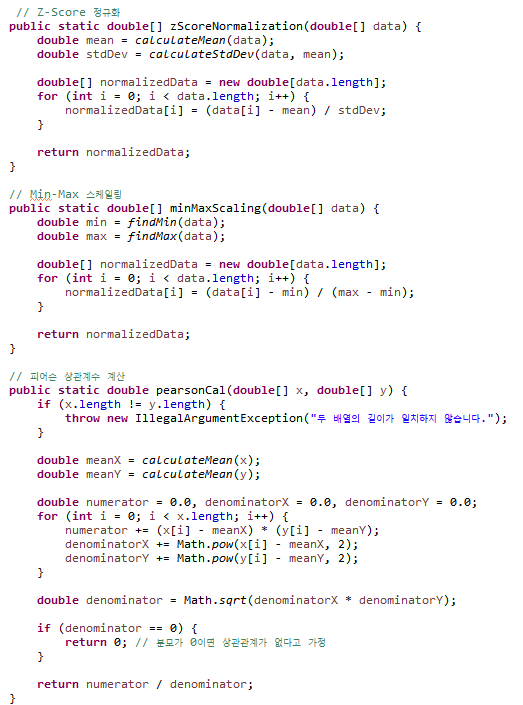 // Z-Score 정규화
public static double[] zScoreNormalization(double[] data) {
double mean = calculateMean(data);
double stdDev = calculateStdDev(data, mean);
double[] normalizedData = new double[data.length];
for (int i = 0; i < data.length; i++) {
normalizedData[i] = (data[i] - mean) / stdDev;
}
return normalizedData;
}
// Min-Max 스케일링
public static double[] minMaxScaling(double[] data) {
double min = findMin(data);
double max = findMax(data);
double[] normalizedData = new double[data.length];
for (int i = 0; i < data.length; i++) {
normalizedData[i] = (data[i] - min) / (max - min);
}
return normalizedData;
}
// 피어슨 상관계수 계산
public static double pearsonCal(double[] x, double[] y) {
if (x.length != y.length) {
throw new IllegalArgumentException("두 배열의 길이가 일치하지 않습니다.");
}
double meanX = calculateMean(x);
double meanY = calculateMean(y);
double numerator = 0.0, denominatorX = 0.0, denominatorY = 0.0;
for (int i = 0; i < x.length; i++) {
numerator += (x[i] - meanX) * (y[i] - meanY);
denominatorX += Math.pow(x[i] - meanX, 2);
denominatorY += Math.pow(y[i] - meanY, 2);
}
double denominator = Math.sqrt(denominatorX * denominatorY);
if (denominator == 0) {
return 0; // 분모가 0이면 상관관계가 없다고 가정
}
return numerator / denominator;
}